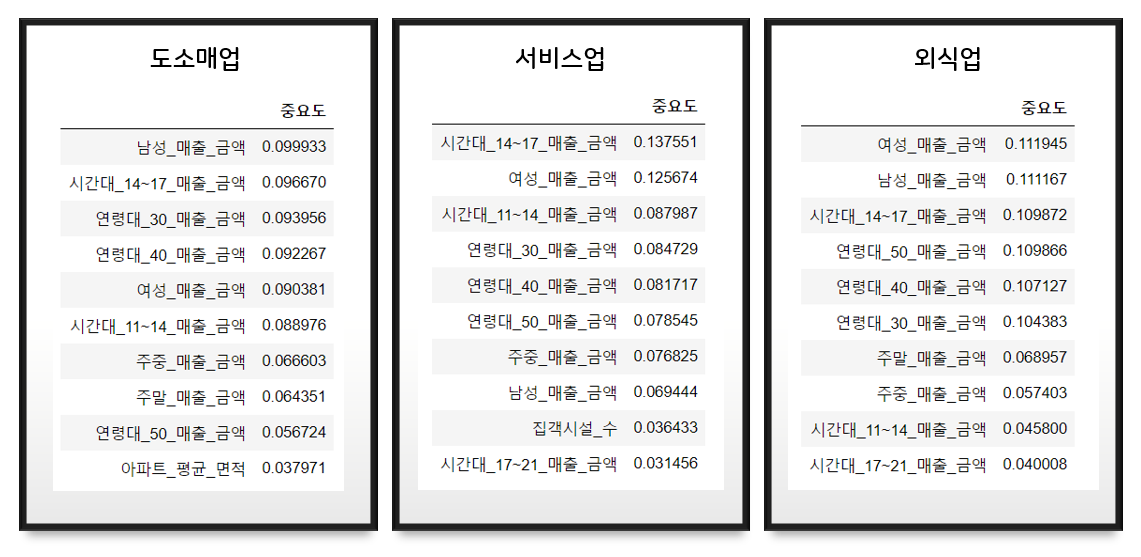 도소매업
중요도
남성_매출_금액 0.099933
시간대_14~17_매출_금액 0.096670
연령대_30_매출_금액 0.093956
연령대_40_매출_금액 0.092267
여성_매출_금액 0.090381
시간대_11~14_매출_금액 0.088976
주중_매출_금액 0.066603
주말_매출_금액 0.064351
연령대_50_매출_금액 0.056724
아파트_평균_면적 0.037971
서비스업
중요도
시간대_14~17_매출_금액 0.137551
여성_매출_금액 0.125674
시간대_11~14_매출_금액 0.087987
연령대_30_매출_금액 0.084729
연령대_40_매출_금액 0.081717
연령대_50_매출_금액 0.078545
주중_매출_금액 0.076825
남성_매출_금액 0.069444
집객시설_수 0.036433
시간대_17~21_매출_금액 0.031456
외식업
중요도
여성_매출_금액 0.111945
남성_매출_금액 0.111167
시간대_14~17_매출_금액 0.109872
연령대_50_매출_금액 0.109866
연령대_40_매출_금액 0.107127
연령대_30_매출_금액 0.104383
주말_매출_금액 0.068957
주중_매출_금액 0.057403
시간대_11~14_매출_금액 0.045800
시간대_17~21_매출_금액 0.040008